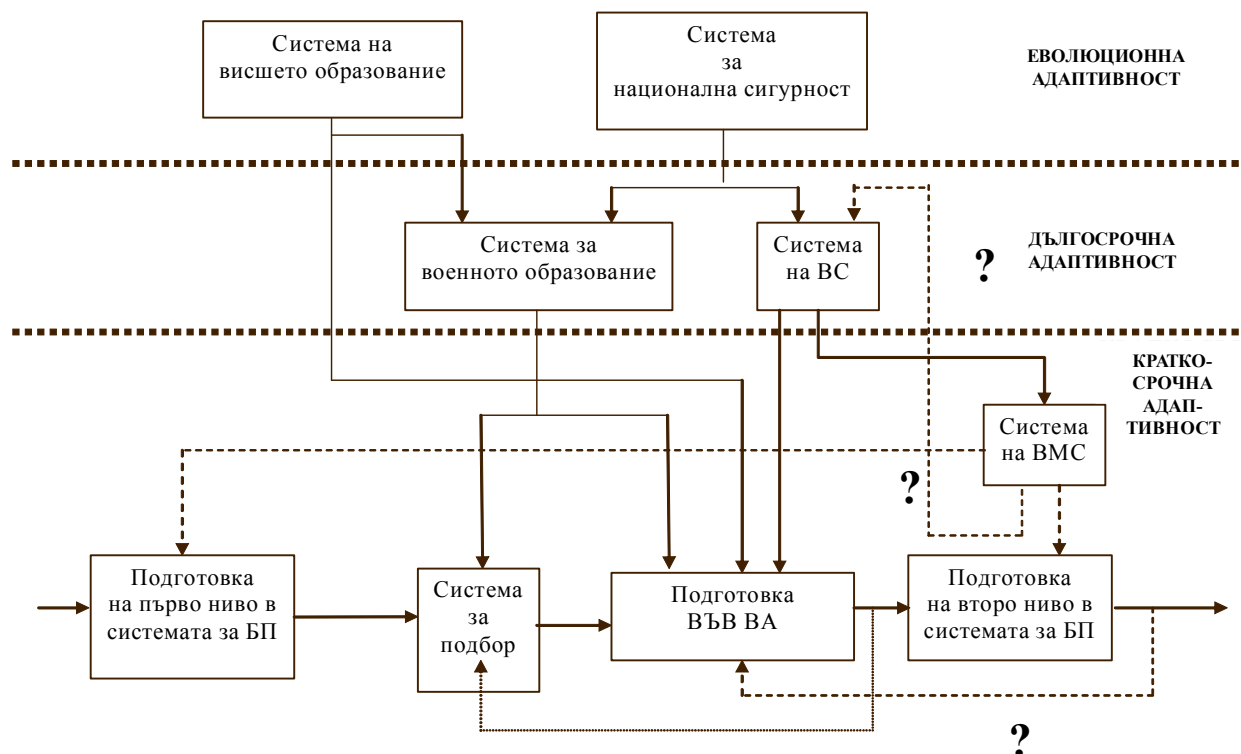 Система на
висшето образование
Система
за
национална сигурност
ЕВОЛЮЦИОННА
АДАПТИВНОСТ
Система за
военното образование
Система
на ВС
?
ДЪЛГОСРОЧНА
АДАПТИВНОСТ
КРАТКО-
СРОЧНА
АДАП-
ТИВНОСТ
Система
на ВМС
?
Подготовка
на първо ниво в
системата за БП
Система
за
подбор
Подготовка
ВЪВ ВА
Подготовка
на второ ниво в
системата за БП
?